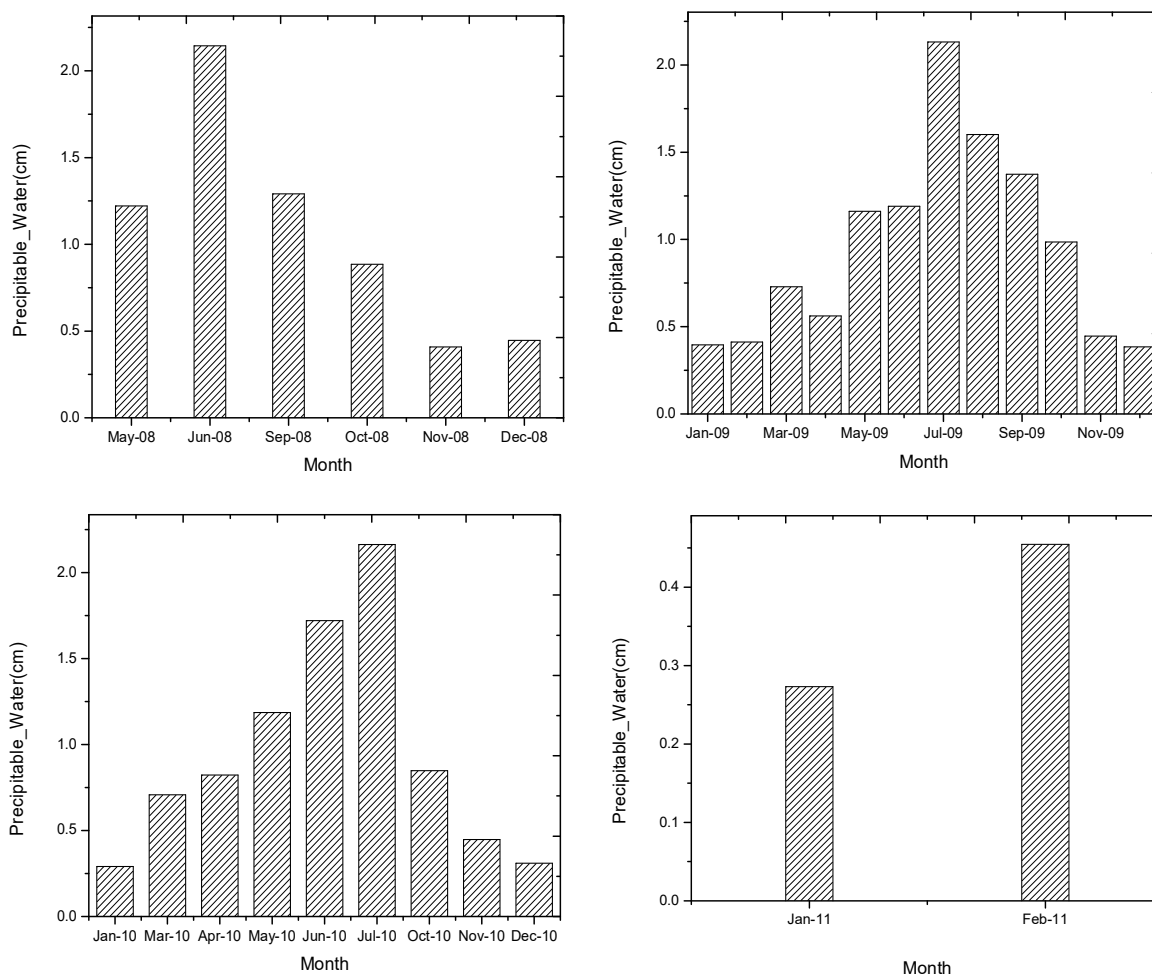 Precipitable_Water(cm)
2.0
1.5
1.0
0.5
0.0
May-08 Jun-08 Sep-08 Oct-08 Nov-08 Dec-08
Month
Precipitable_Water(cm)
2.0
1.5
1.0
0.5
0.0
Jan-09 Mar-09 May-09 Jul-09 Sep-09 Nov-09
Month
Precipitable_Water(cm)
2.0
1.5
1.0
0.5
0.0
Jan-10 Mar-10 Apr-10 May-10 Jun-10 Jul-10 Oct-10 Nov-10 Dec-10
Month
Precipitable_Water(cm)
0.4
0.3
0.2
0.1
0.0
Jan-11 Feb-11
Month